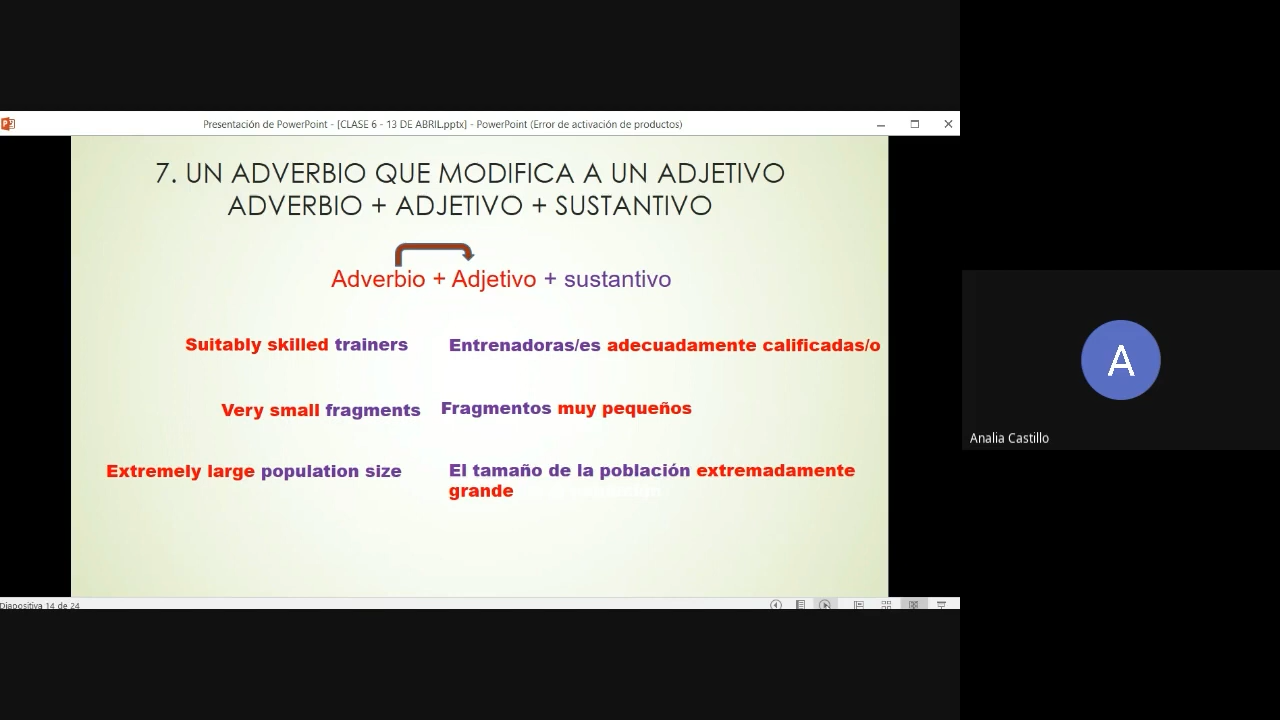 Presentación de PowerPoint - [CLASE 6 - 13 DE ABRIL.pptx] - PowerPoint (Error de activación de productos)
7. UN ADVERBIO QUE MODIFICA A UN ADJETIVO
ADVERBIO + ADJETIVO + SUSTANTIVO
Adverbio + Adjetivo + sustantivo
Suitably skilled trainers
Entrenadoras/es adecuadamente calificadas/o
Very small fragments
Fragmentos muy pequeños
Extremely large population size
El tamaño de la población extremadamente
grande
Diapositiva 14 de 24
A
Analia Castillo